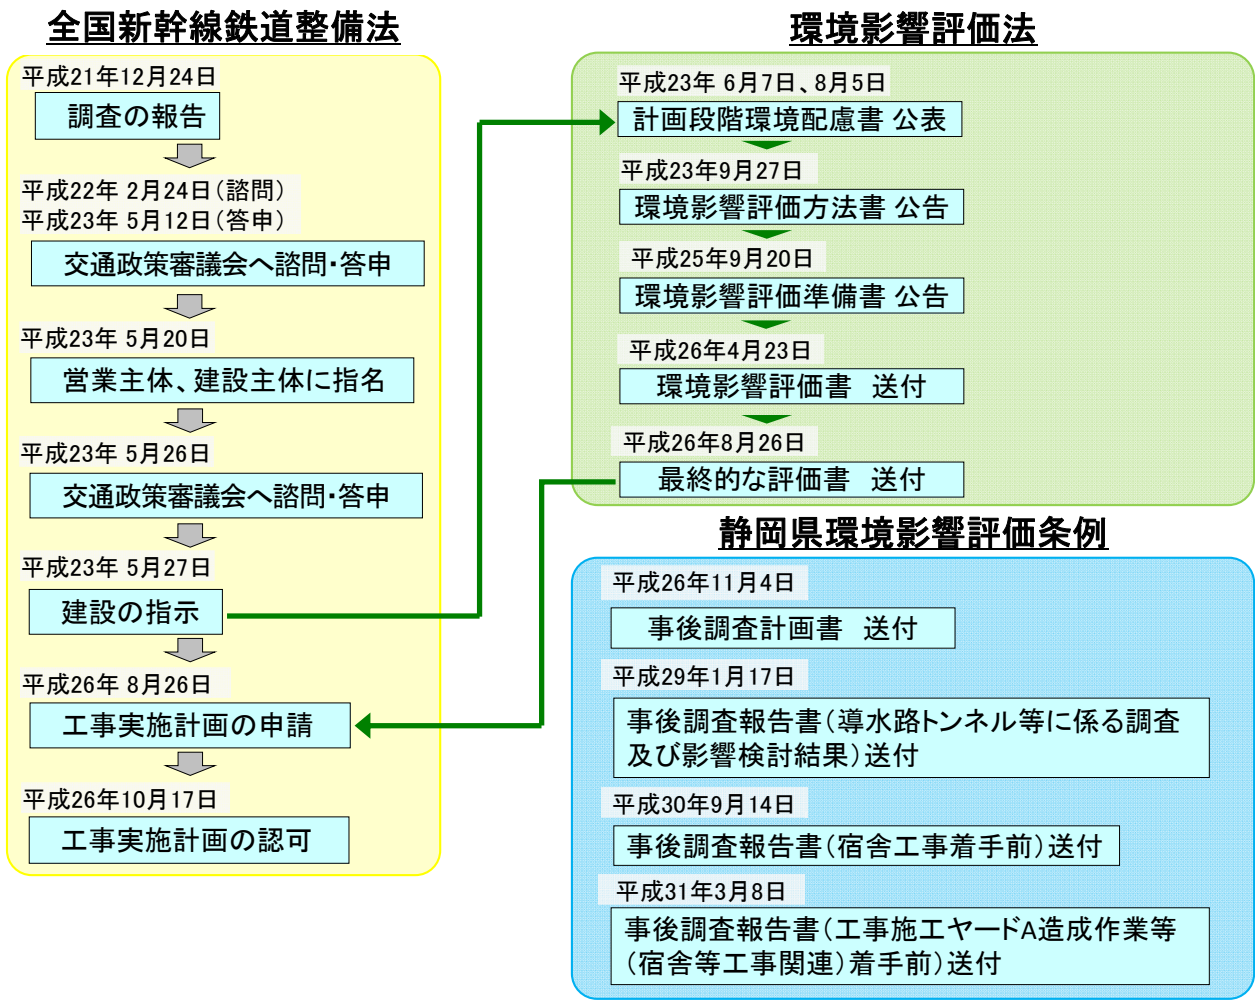 全国新幹線鉄道整備法
平成21年12月24日
調査の報告
平成22年 2月24日(諮問)
平成23年 5月12日(答申)
交通政策審議会へ諮問・答申
平成23年 5月20日
営業主体、建設主体に指名
平成23年 5月26日
交通政策審議会へ諮問・答申
平成23年 5月27日
建設の指示
平成26年 8月26日
工事実施計画の申請
平成26年10月17日
工事実施計画の認可
環境影響評価法
平成23年 6月7日、8月5日
計画段階環境配慮書 公表
平成23年9月27日
環境影響評価方法書 公告
平成25年9月20日
環境影響評価準備書 公告
平成26年4月23日
環境影響評価書 送付
平成26年8月26日
最終的な評価書 送付
静岡県環境影響評価条例
平成26年11月4日
事後調査計画書 送付
平成29年1月17日
事後調査報告書(導水路トンネル等に係る調査
及び影響検討結果)送付
平成30年9月14日
事後調査報告書(宿舎工事着手前)送付
平成31年3月8日
事後調査報告書(工事施工ヤードA造成作業等
(宿舎等工事関連)着手前)送付